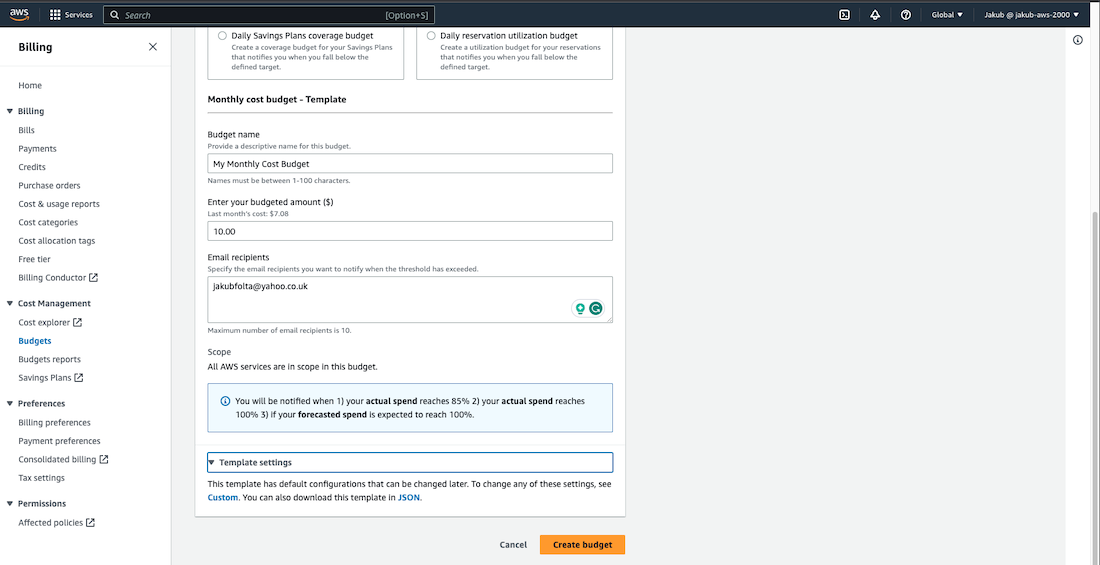 aws
Services
Search
[Option+S]
Global
Jakub @ jakub-aws-2000
Billing
Home
Billing
Bills
Payments
Credits
Purchase orders
Cost & usage reports
Cost categories
Cost allocation tags
Free tier
Billing Conductor
Cost Management
Cost explorer
Budgets
Budgets reports
Savings Plans
Preferences
Billing preferences
Payment preferences
Consolidated billing
Tax settings
Permissions
Affected policies
Daily Savings Plans coverage budget
Create a coverage budget for your Savings Plans
that notifies you when you fall below the
defined target.
Daily reservation utilization budget
Create a utilization budget for your reservations
that notifies you when you fall below the
defined target.
Monthly cost budget - Template
Budget name
Provide a descriptive name for this budget.
My Monthly Cost Budget
Names must be between 1-100 characters.
Enter your budgeted amount ($)
Last month's cost: $7.08
10.00
Email recipients
Specify the email recipients you want to notify when the threshold has exceeded.
jakubfolta@yahoo.co.uk
Maximum number of email recipients is 10.
Scope
All AWS services are in scope in this budget.
You will be notified when 1) your actual spend reaches 85% 2) your actual spend reaches
100% 3) if your forecasted spend is expected to reach 100%.
Template settings
This template has default configurations that can be changed later. To change any of these settings, see
Custom. You can also download this template in JSON.
Cancel
Create budget